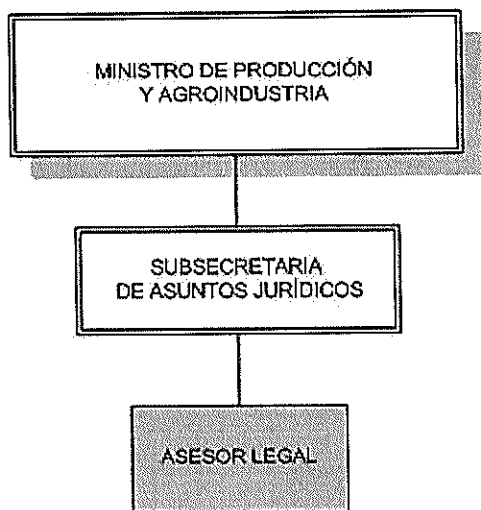 MINISTRO DE PRODUCCIÓN
Y AGROINDUSTRIA
SUBSECRETARIA
DE ASUNTOS JURÍDICOS
ASESOR LEGAL